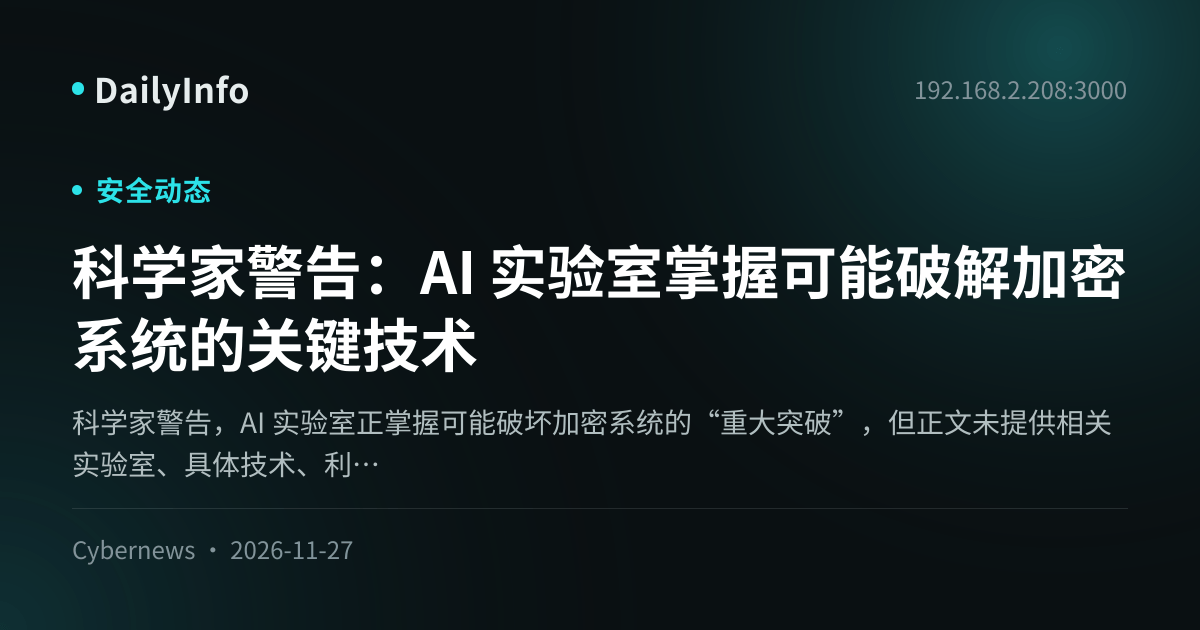 DailyInfo
192.168.2.208:3000
安全动态
科学家警告：AI 实验室掌握可能破解加密
系统的关键技术
科学家警告，AI 实验室正掌握可能破坏加密系统的“重大突破”，但正文未提供相关
实验室、具体技术、利…
Cybernews · 2026-11-27